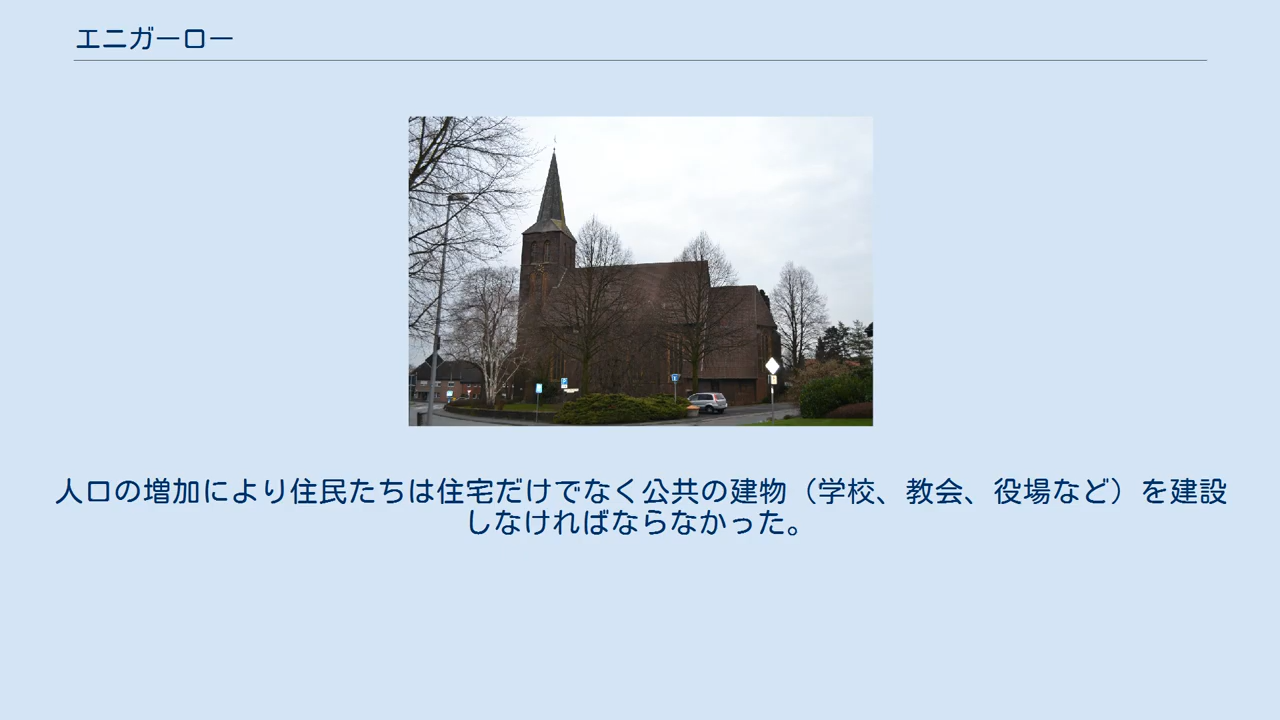 エニガーロー
人口の増加により住民たちは住宅だけでなく公共の建物（学校、教会、役場など）を建設
しなければならなかった。